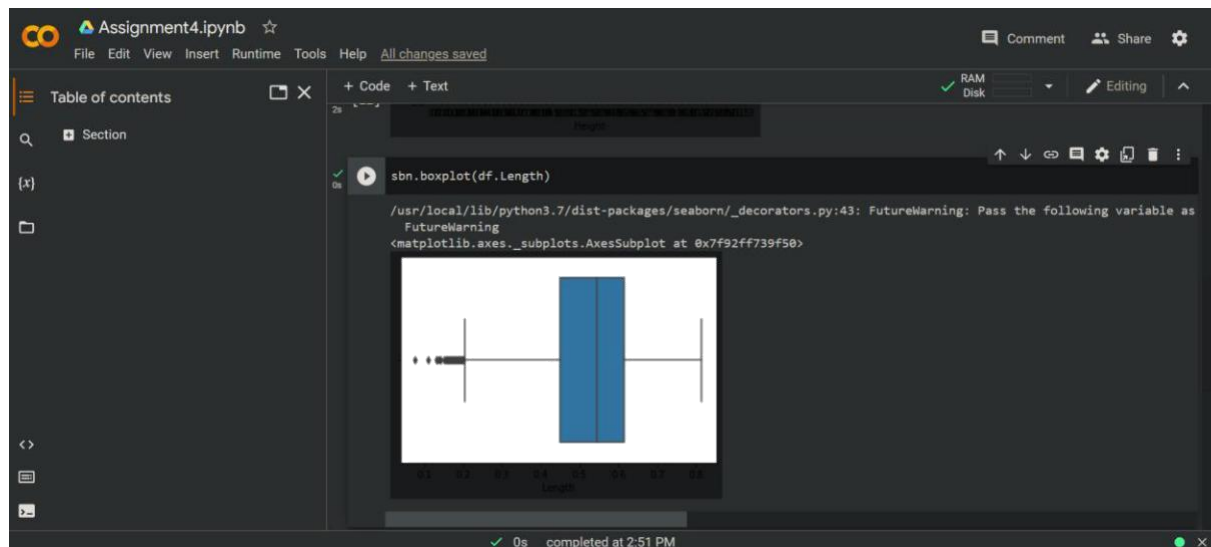 Assignment4.ipynb
File Edit View Insert Runtime Tools Help All changes saved
Comment Share
Table of contents
+ Code + Text
RAM
Disk
Editing
Section
2s
Height
{x}
0s
sbn.boxplot(df.Length)
/usr/local/lib/python3.7/dist-packages/seaborn/_decorators.py:43: FutureWarning: Pass the following variable as
FutureWarning
<matplotlib.axes._subplots.AxesSubplot at 0x7f92ff739f50>
0.1 0.2 0.3 0.4 0.5 0.6 0.7 0.8
Length
0s completed at 2:51 PM